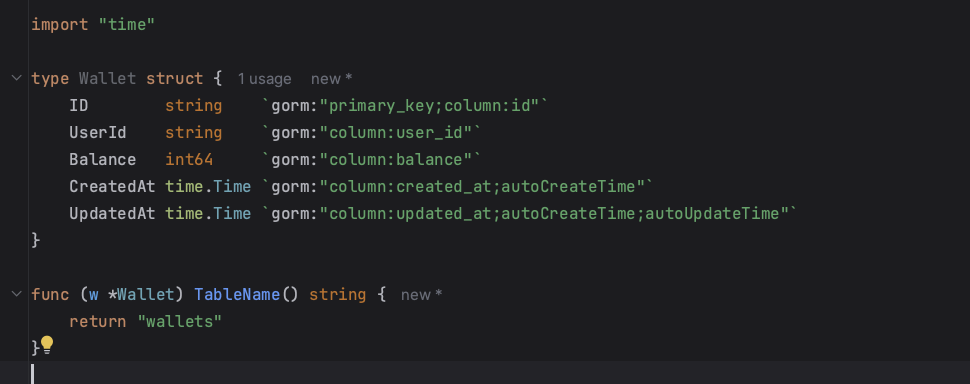 import "time"
type Wallet struct { 1 usage new *
ID string `gorm:"primary_key;column:id"`
UserId string `gorm:"column:user_id"`
Balance int64 `gorm:"column:balance"`
CreatedAt time.Time `gorm:"column:created_at;autoCreateTime"`
UpdatedAt time.Time `gorm:"column:updated_at;autoCreateTime;autoUpdateTime"`
}
func (w *Wallet) TableName() string { new *
return "wallets"
}